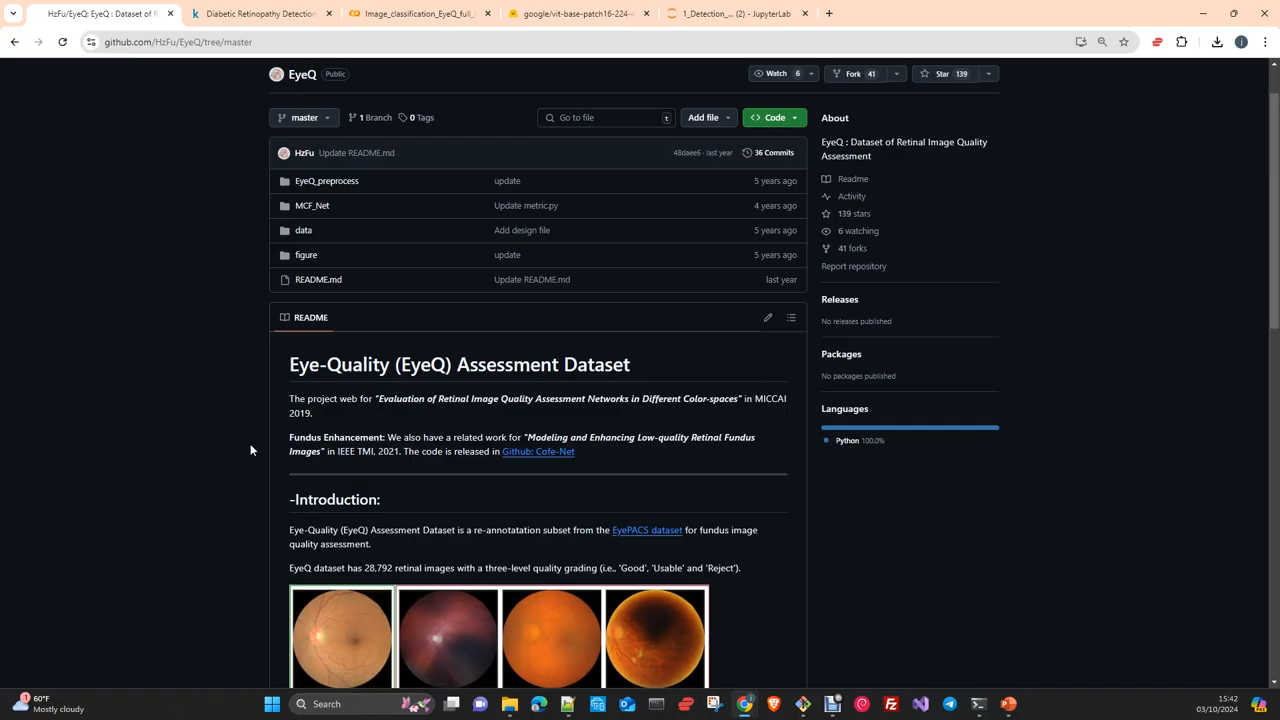 HzFu/EyeQ: EyeQ : Dataset of R
Diabetic Retinopathy Detection
Image_classification_EyeQ_full_
google/vit-base-patch16-224-
1_Detection_... (2) - JupyterLab
github.com/HzFu/EyeQ/tree/master
EyeQ Public
Watch 6
Fork 41
Star 139
master
1 Branch
0 Tags
Go to file t
Add file
Code
HzFu Update README.md 48daee6 · last year 36 Commits
EyeQ_preprocess update 5 years ago
MCF_Net Update metric.py 4 years ago
data Add design file 5 years ago
figure update 5 years ago
README.md Update README.md last year
README
Eye-Quality (EyeQ) Assessment Dataset
The project web for "Evaluation of Retinal Image Quality Assessment Networks in Different Color-spaces" in MICCAI
2019.
Fundus Enhancement: We also have a related work for "Modeling and Enhancing Low-quality Retinal Fundus
Images" in IEEE TMI, 2021. The code is released in Github: Cofe-Net
-Introduction:
Eye-Quality (EyeQ) Assessment Dataset is a re-annotatation subset from the EyePACS dataset for fundus image
quality assessment.
EyeQ dataset has 28,792 retinal images with a three-level quality grading (i.e., 'Good', 'Usable' and 'Reject').
About
EyeQ : Dataset of Retinal Image Quality
Assessment
Readme
Activity
139 stars
6 watching
41 forks
Report repository
Releases
No releases published
Packages
No packages published
Languages
Python 100.0%
60°F
Mostly cloudy
Search
15:42
03/10/2024